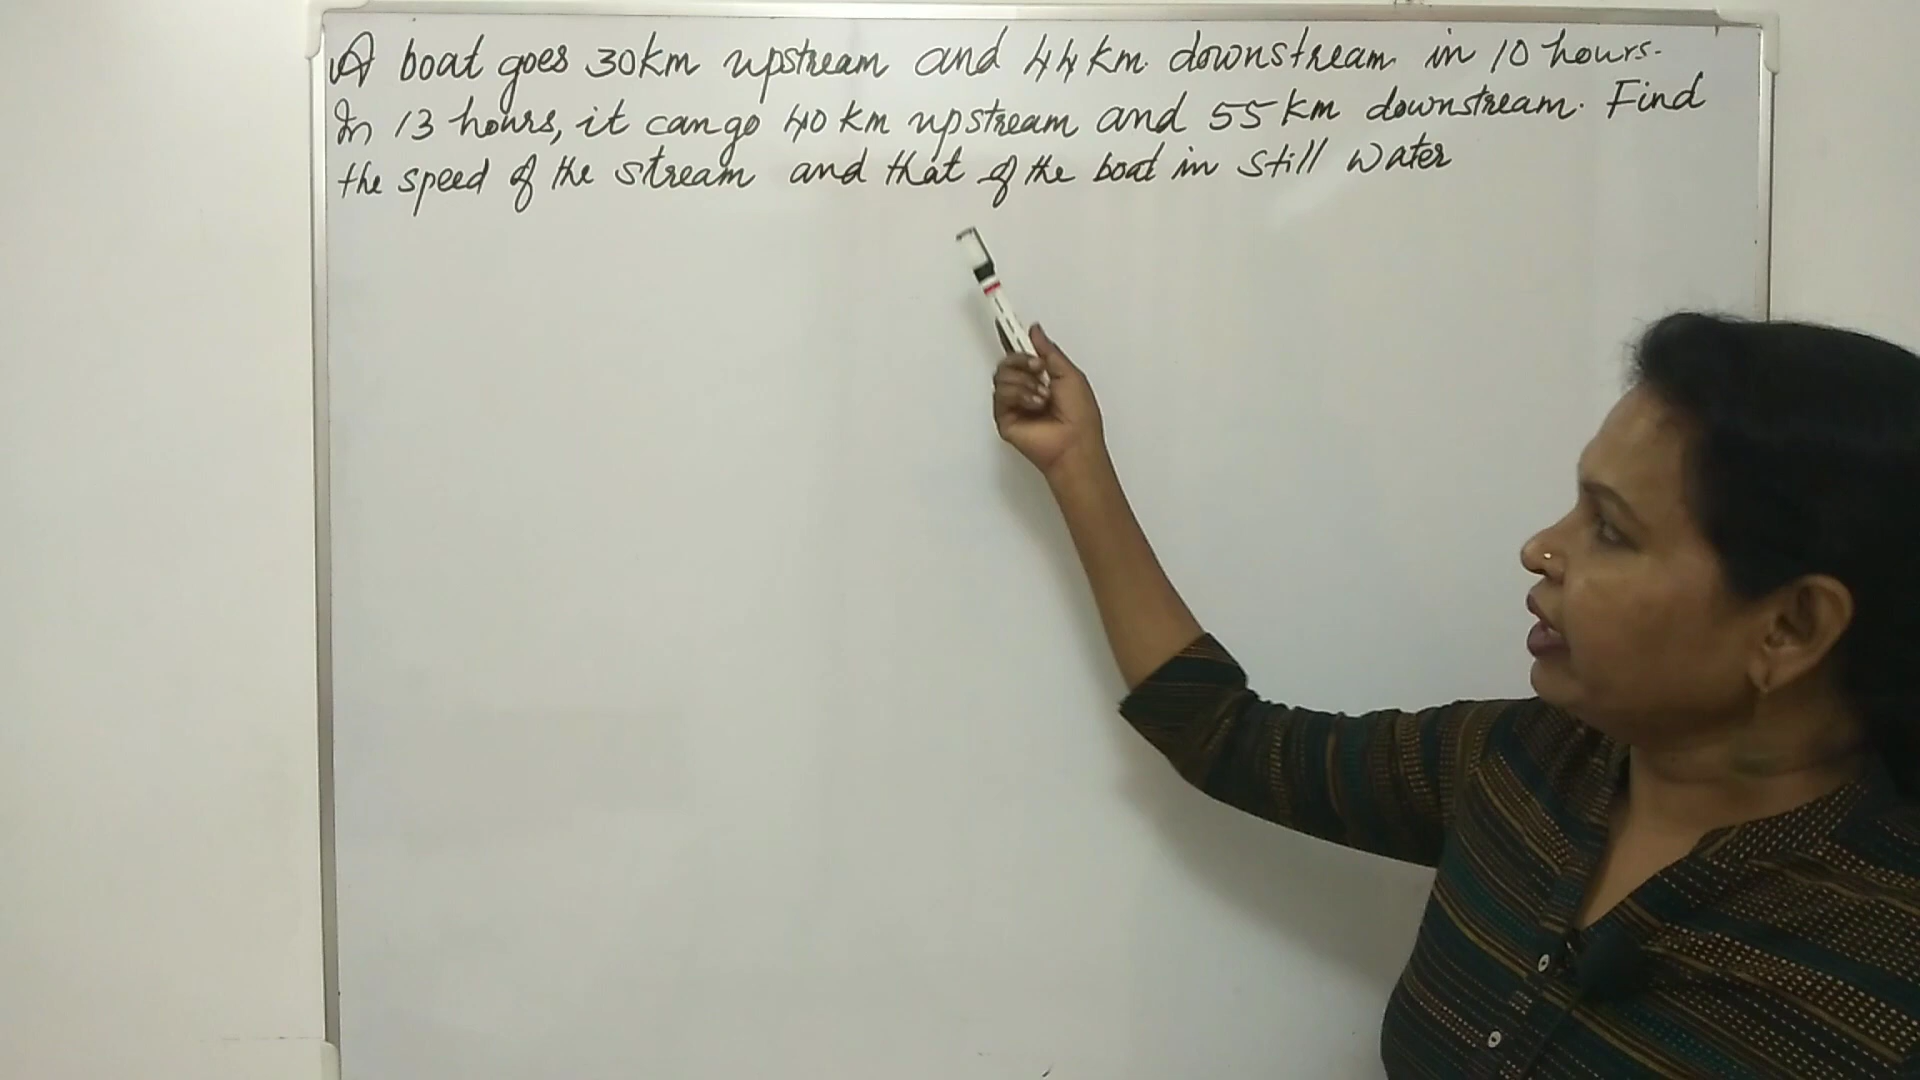 A boat goes 30km upstream and 44km downstream in 10 hours.
In 13 hours, it can go 40 km upstream and 55 km downstream. Find
the speed of the stream and that of the boat in still water